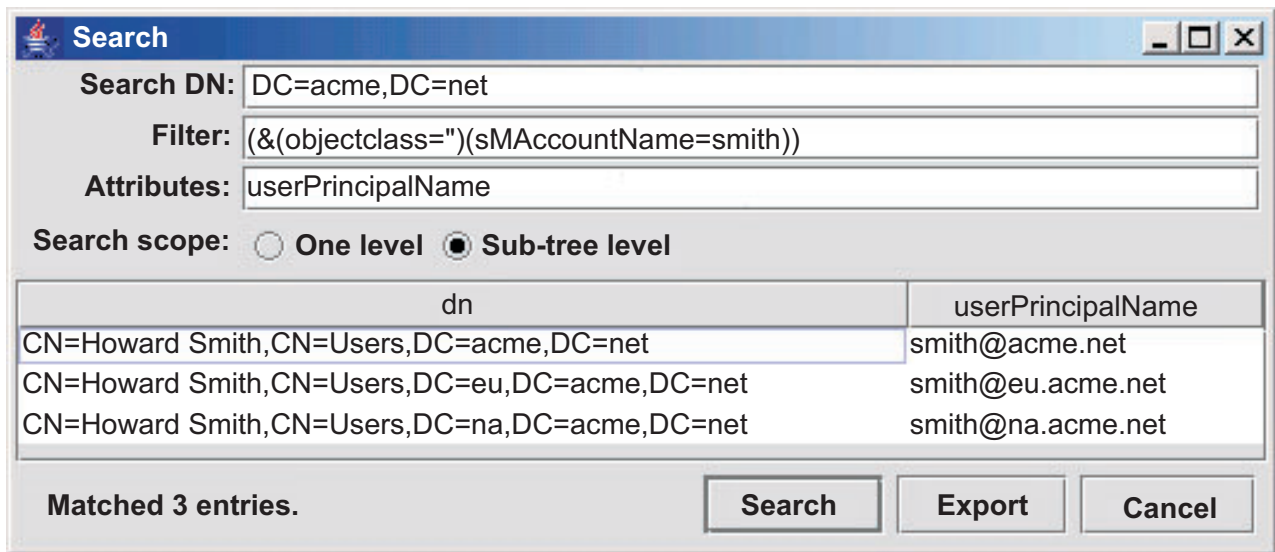 Search
Search DN: DC=acme,DC=net
Filter: (&(objectclass=")(sMAccountName=smith))
Attributes: userPrincipalName
Search scope: One level Sub-tree level
dn userPrincipalName
CN=Howard Smith,CN=Users,DC=acme,DC=net smith@acme.net
CN=Howard Smith,CN=Users,DC=eu,DC=acme,DC=net smith@eu.acme.net
CN=Howard Smith,CN=Users,DC=na,DC=acme,DC=net smith@na.acme.net
Matched 3 entries. Search Export Cancel